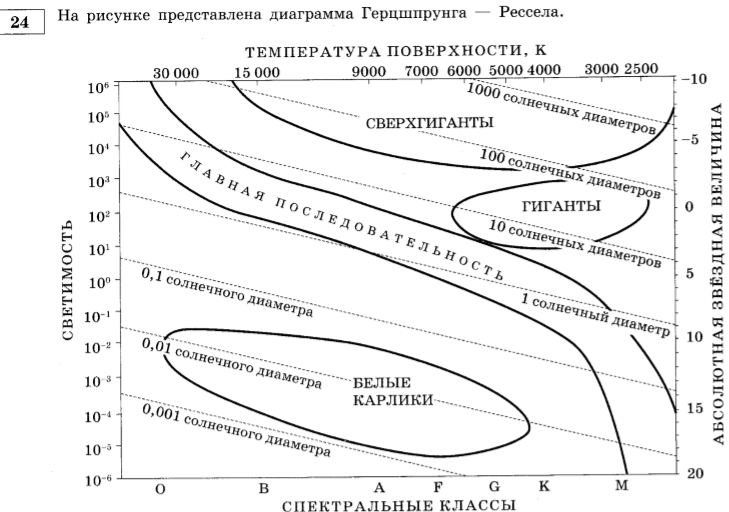 24
На рисунке представлена диаграмма Герцшпрунга — Рессела.
ТЕМПЕРАТУРА ПОВЕРХНОСТИ, К
30 000 15 000 9000 7000 6000 5000 4000 3000 2500
СВЕТИМОСТЬ
10⁶
10⁵
10⁴
10³
10²
10¹
10⁰
10⁻¹
10⁻²
10⁻³
10⁻⁴
10⁻⁵
10⁻⁶
1000 солнечных диаметров
СВЕРХГИГАНТЫ
100 солнечных диаметров
ГЛАВНАЯ ПОСЛЕДОВАТЕЛЬНОСТЬ
ГИГАНТЫ
10 солнечных диаметров
0,1 солнечного диаметра
1 солнечный диаметр
0,01 солнечного диаметра
БЕЛЫЕ
КАРЛИКИ
0,001 солнечного диаметра
−10
−5
0
5
10
15
20
АБСОЛЮТНАЯ ЗВЁЗДНАЯ ВЕЛИЧИНА
O B A F G K M
СПЕКТРАЛЬНЫЕ КЛАССЫ